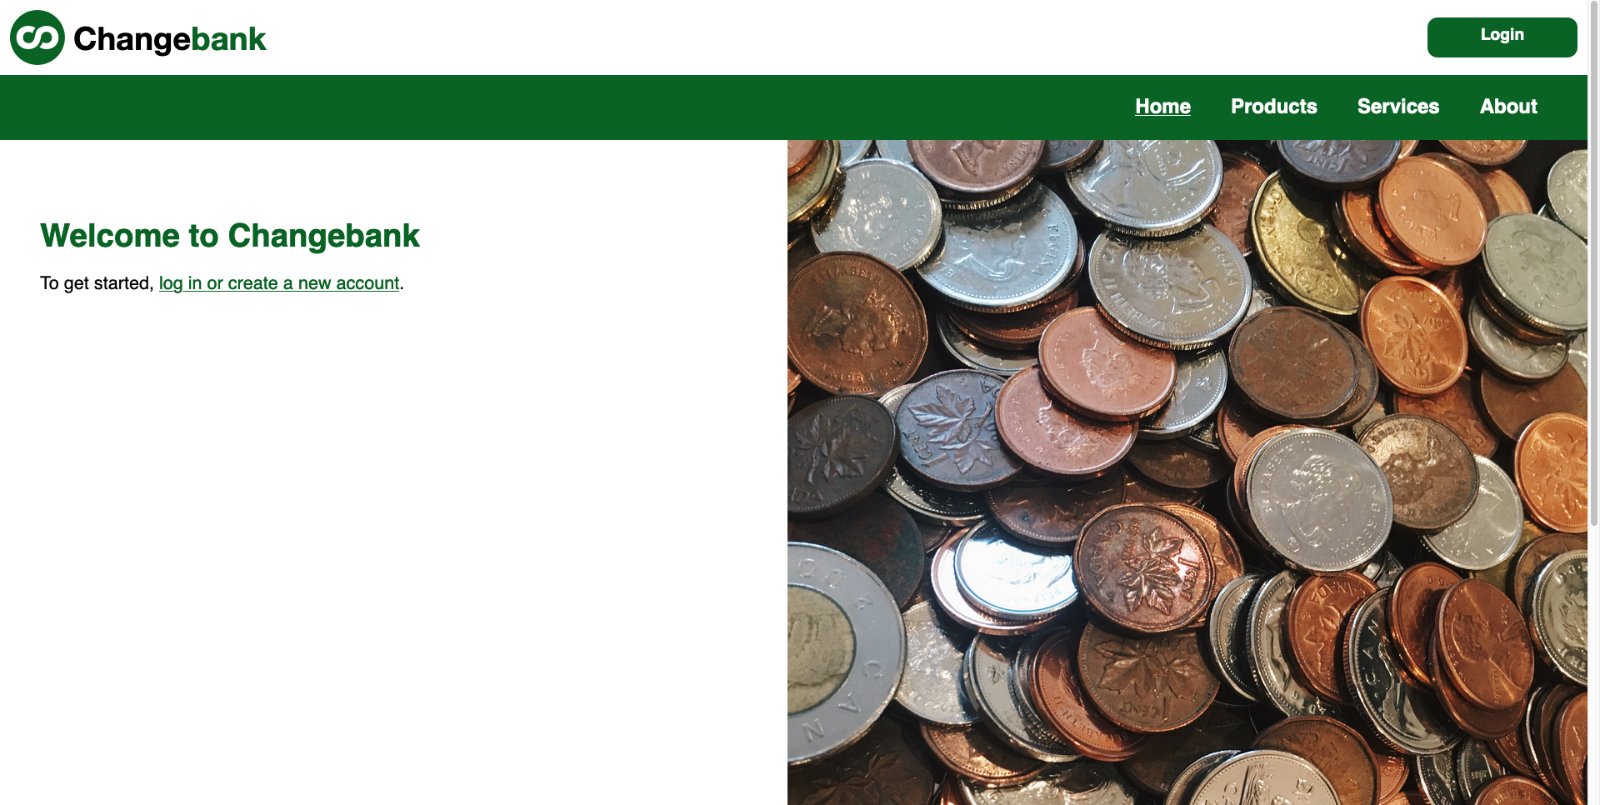 Changebank
Login
Home Products Services About
Welcome to Changebank
To get started, log in or create a new account.